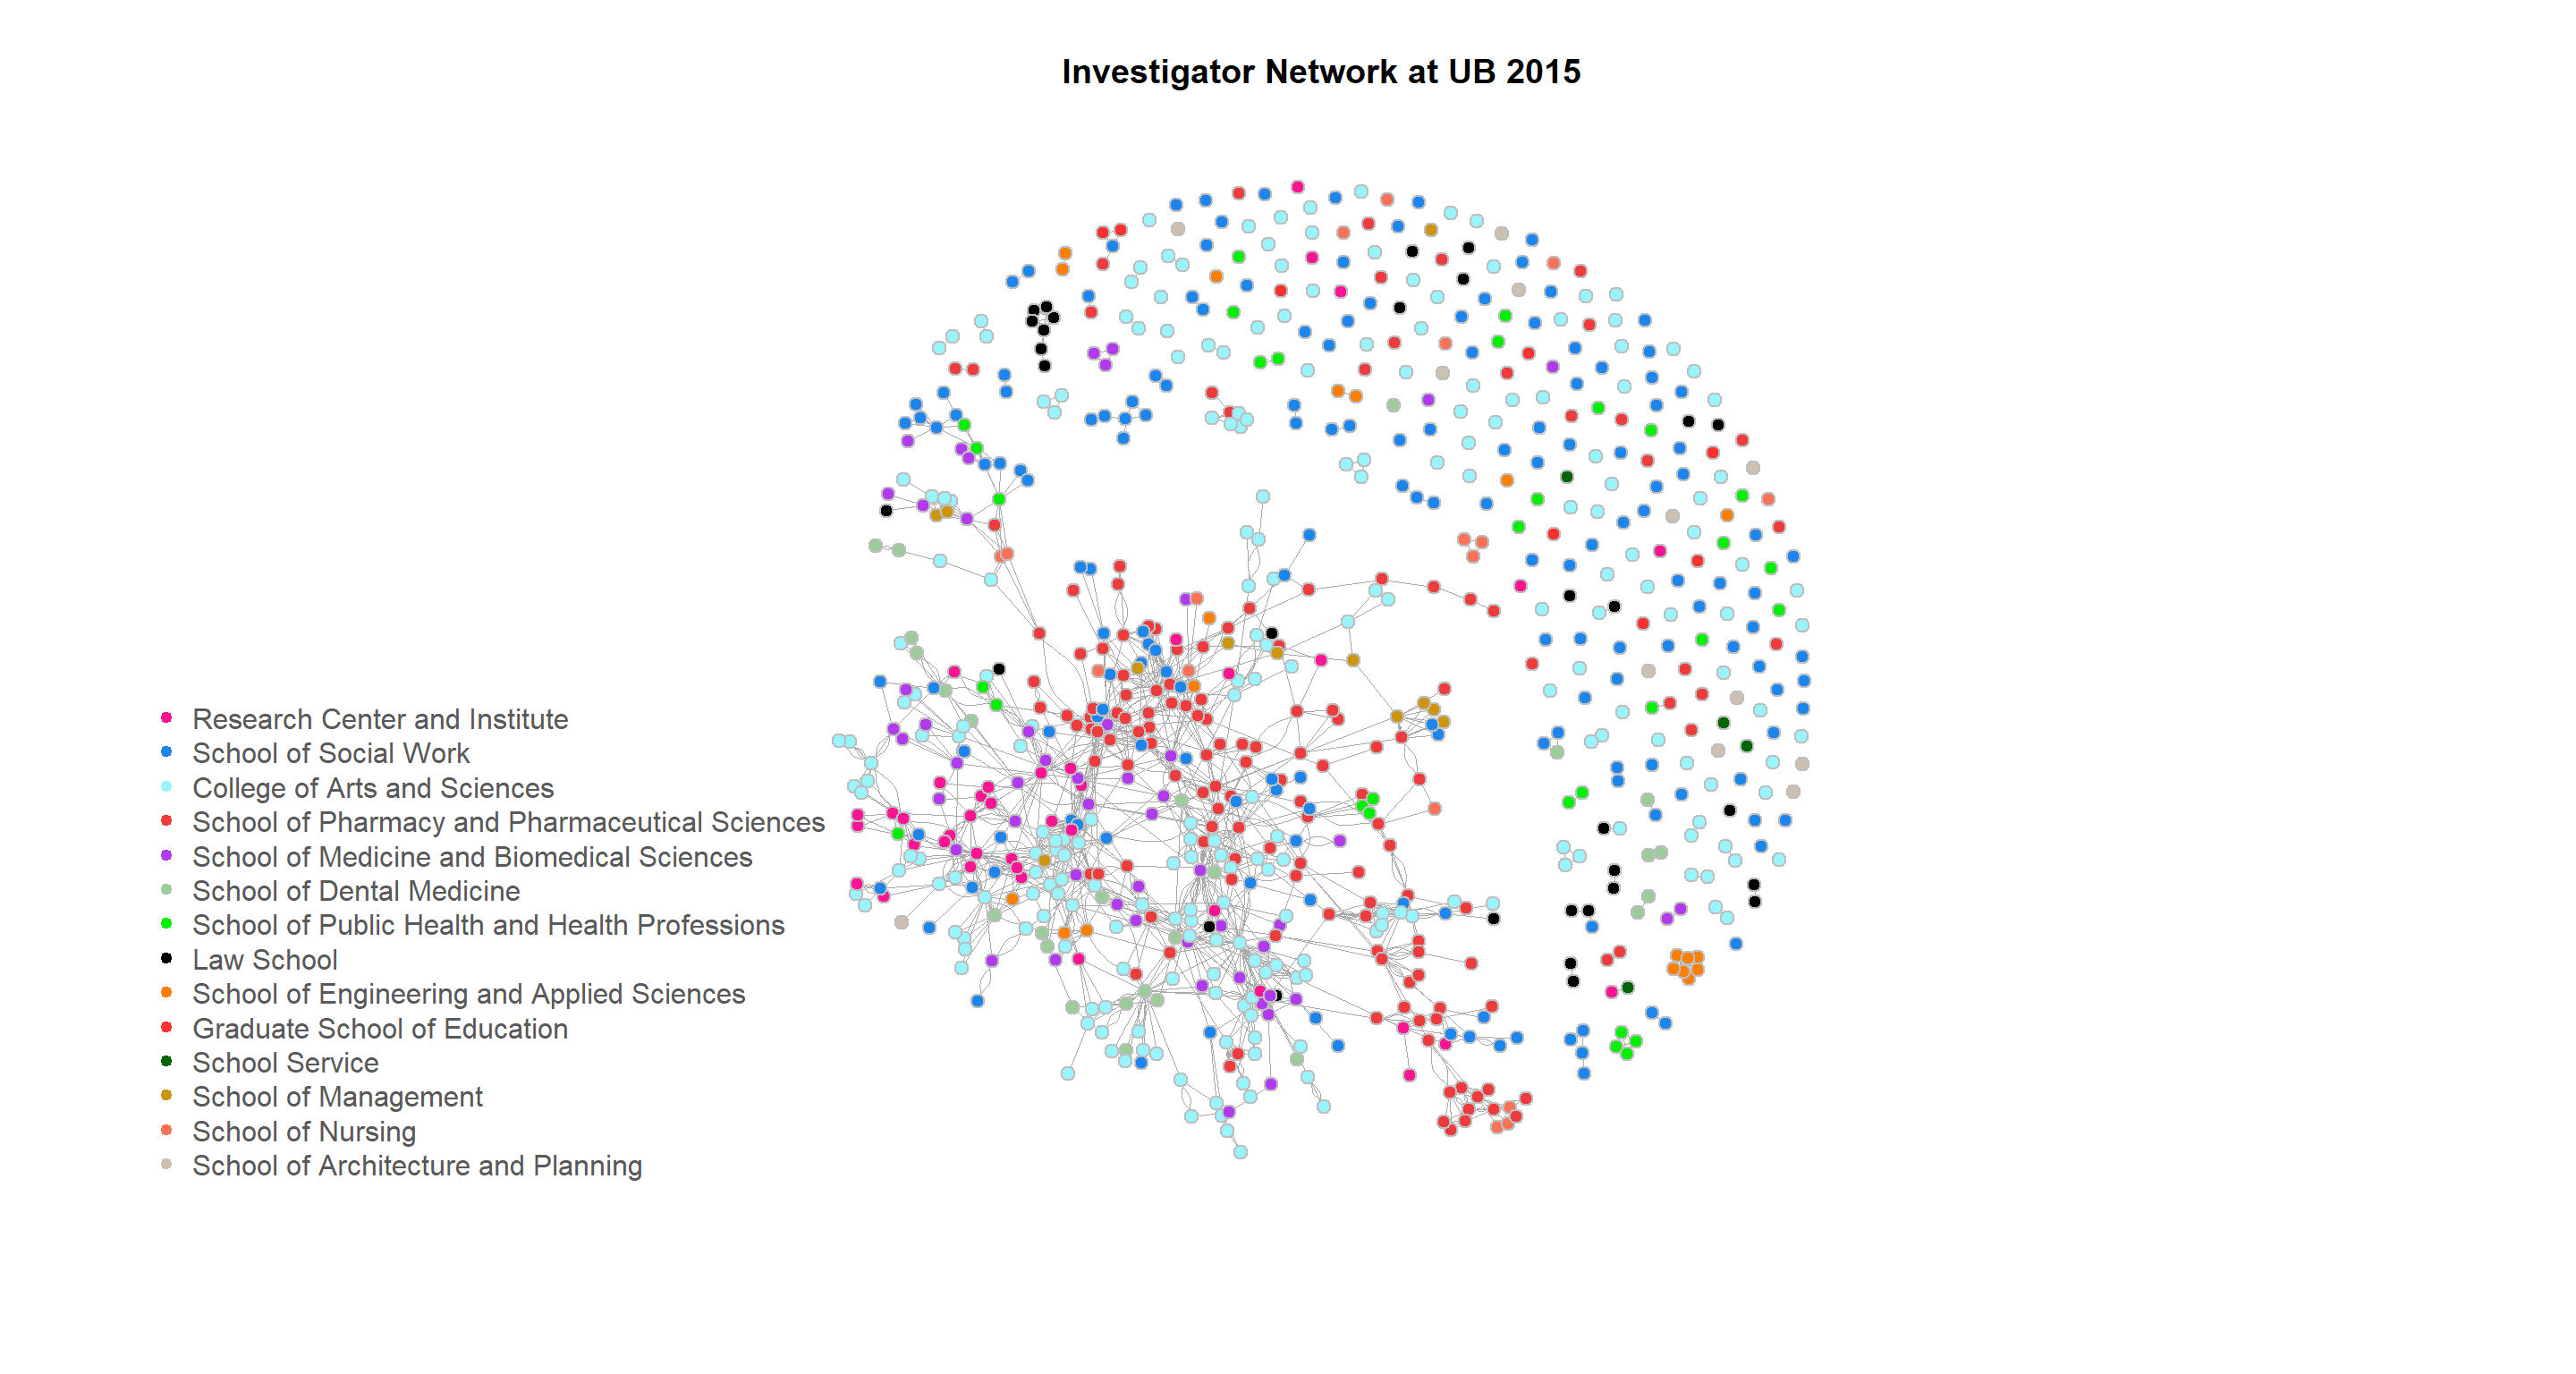 Investigator Network at UB 2015
Research Center and Institute
School of Social Work
College of Arts and Sciences
School of Pharmacy and Pharmaceutical Sciences
School of Medicine and Biomedical Sciences
School of Dental Medicine
School of Public Health and Health Professions
Law School
School of Engineering and Applied Sciences
Graduate School of Education
School Service
School of Management
School of Nursing
School of Architecture and Planning